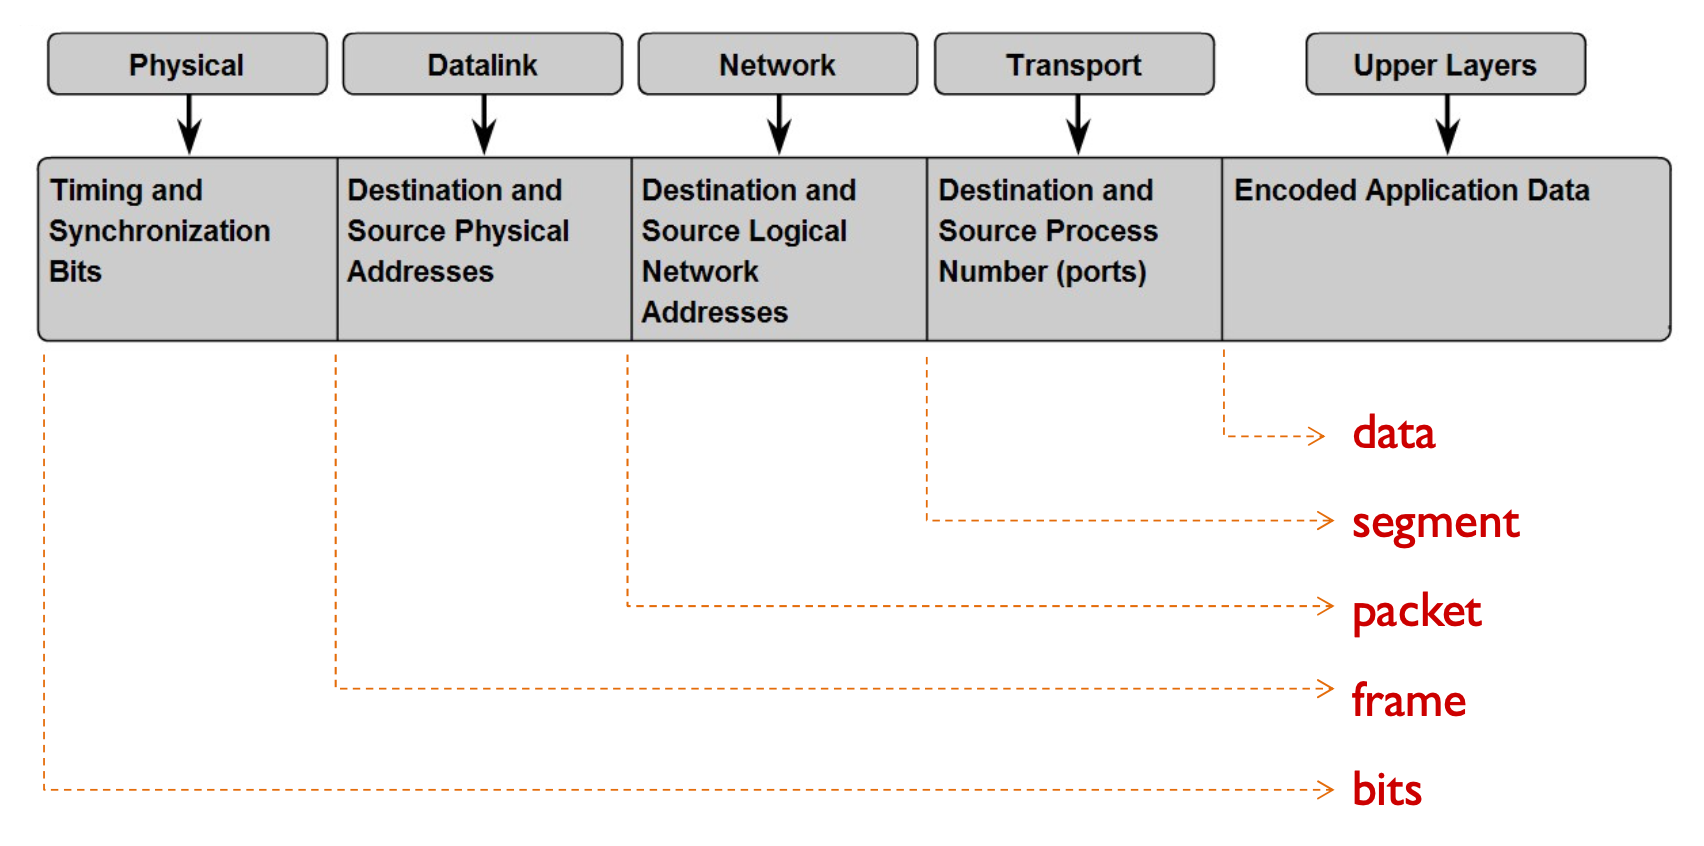 Physical
Datalink
Network
Transport
Upper Layers
Timing and
Synchronization
Bits
Destination and
Source Physical
Addresses
Destination and
Source Logical
Network
Addresses
Destination and
Source Process
Number (ports)
Encoded Application Data
data
segment
packet
frame
bits